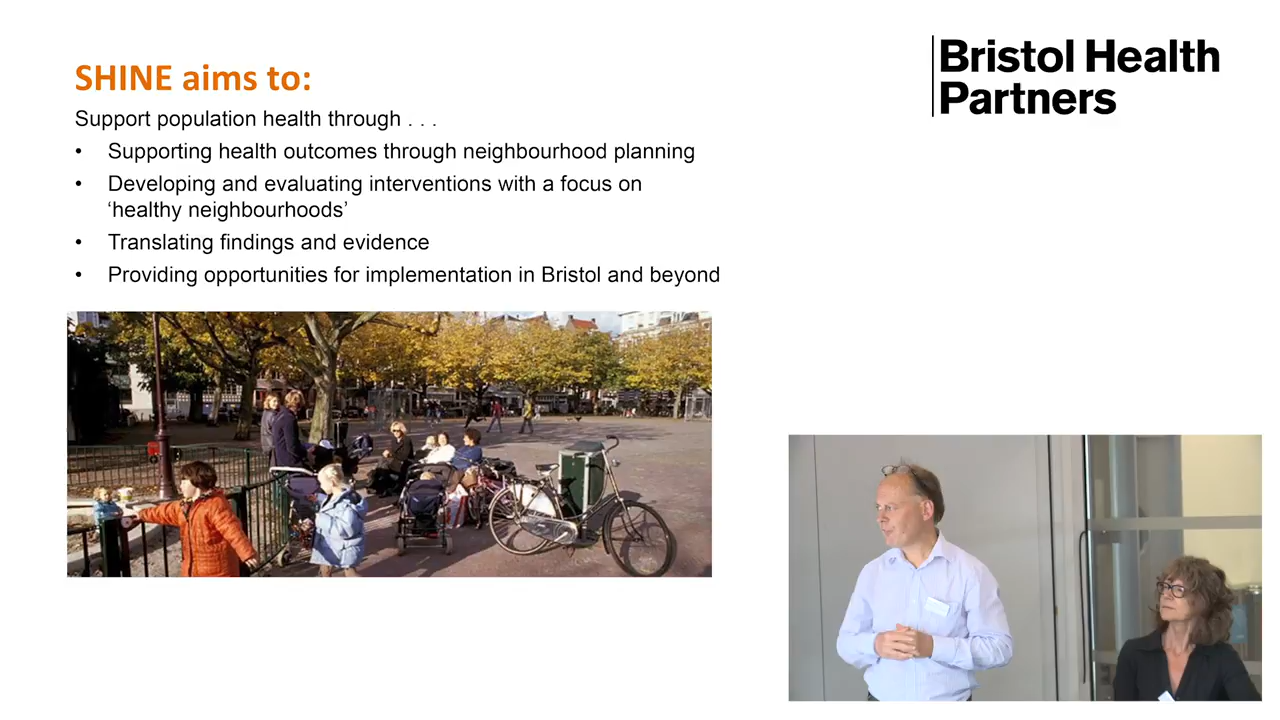 SHINE aims to:
Support population health through . . .
• Supporting health outcomes through neighbourhood planning
• Developing and evaluating interventions with a focus on
‘healthy neighbourhoods’
• Translating findings and evidence
• Providing opportunities for implementation in Bristol and beyond
Bristol Health
Partners